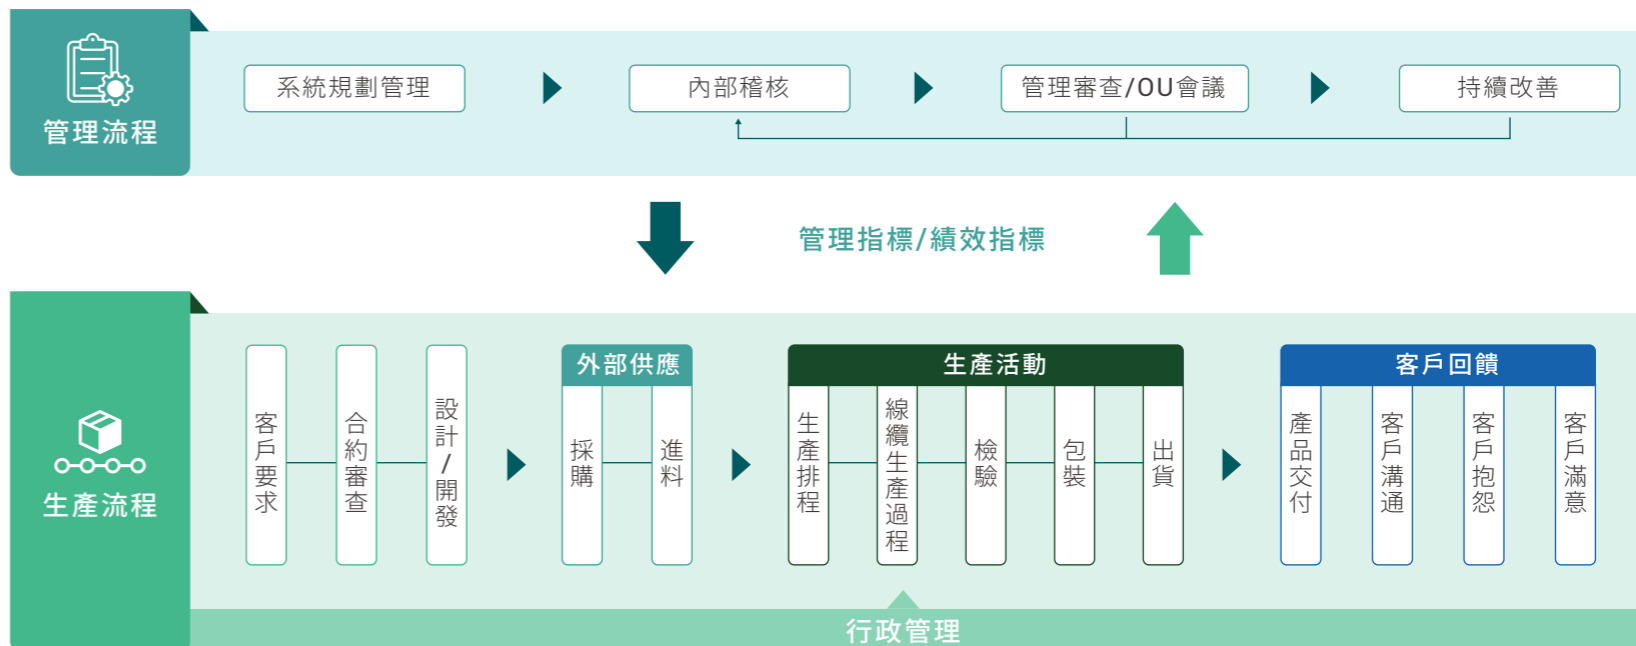 管理流程
系統規劃管理
內部稽核
管理審查/OU會議
持續改善
管理指標/績效指標
生產流程
客戶要求
合約審查
設計/開發
外部供應
採購
進料
生產活動
生產排程
線纜生產過程
檢驗
包裝
出貨
客戶回饋
產品交付
客戶溝通
客戶抱怨
客戶滿意
行政管理